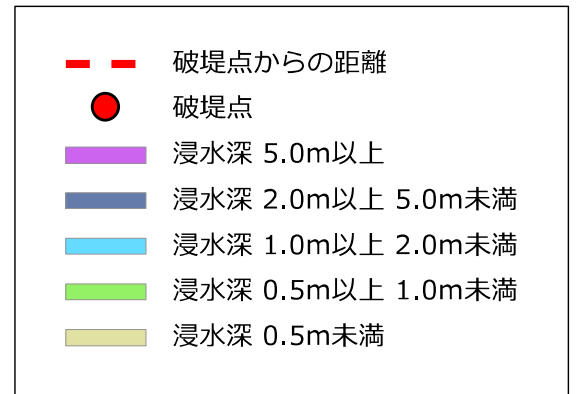 破堤点からの距離
破堤点
浸水深 5.0m以上
浸水深 2.0m以上 5.0m未満
浸水深 1.0m以上 2.0m未満
浸水深 0.5m以上 1.0m未満
浸水深 0.5m未満